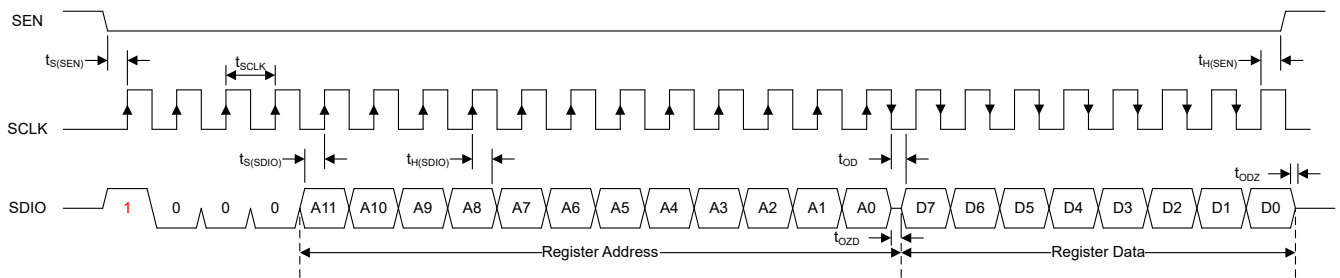 SEN
tS(SEN)
tSCLK
tH(SEN)
SCLK
tS(SDIO)
tH(SDIO)
tOD
tODZ
SDIO
1 0 0 0 A11 A10 A9 A8 A7 A6 A5 A4 A3 A2 A1 A0 D7 D6 D5 D4 D3 D2 D1 D0
tOZD
Register Address
Register Data